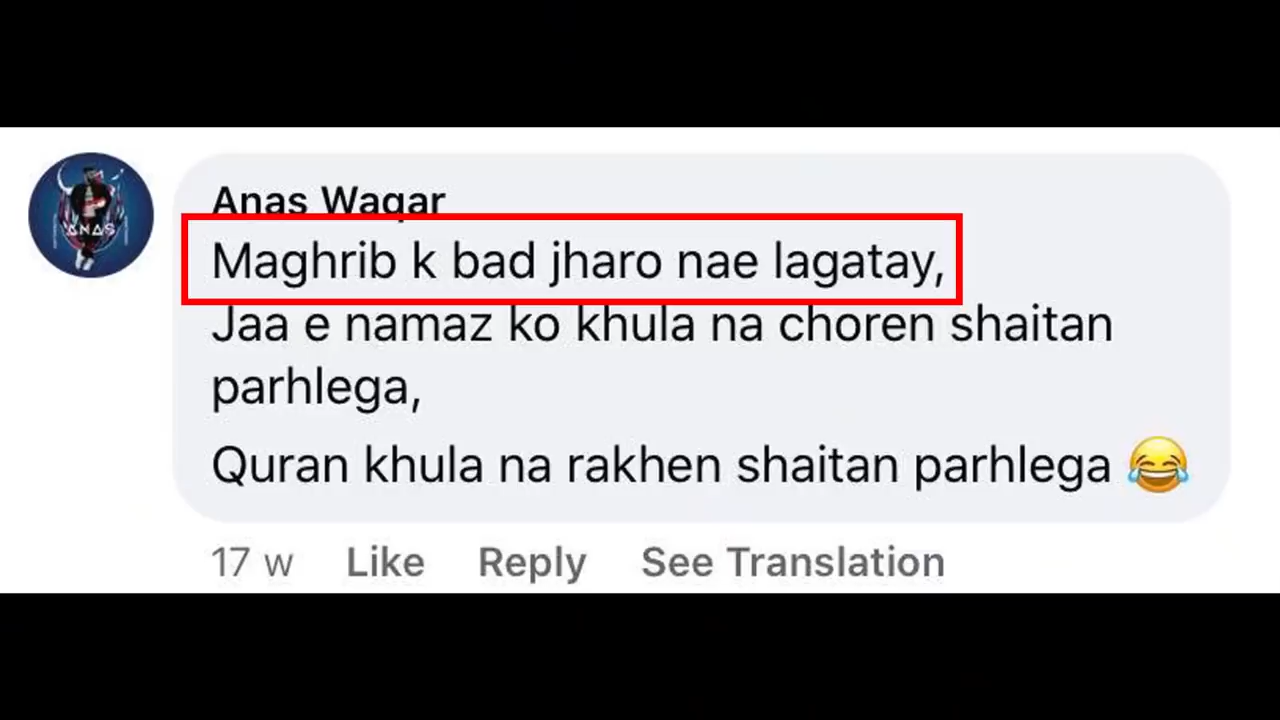 Anas Waqar
Maghrib k bad jharo nae lagatay,
Jaa e namaz ko khula na choren shaitan
parhlega,
Quran khula na rakhen shaitan parhlega 😂
17 w Like Reply See Translation
ANAS